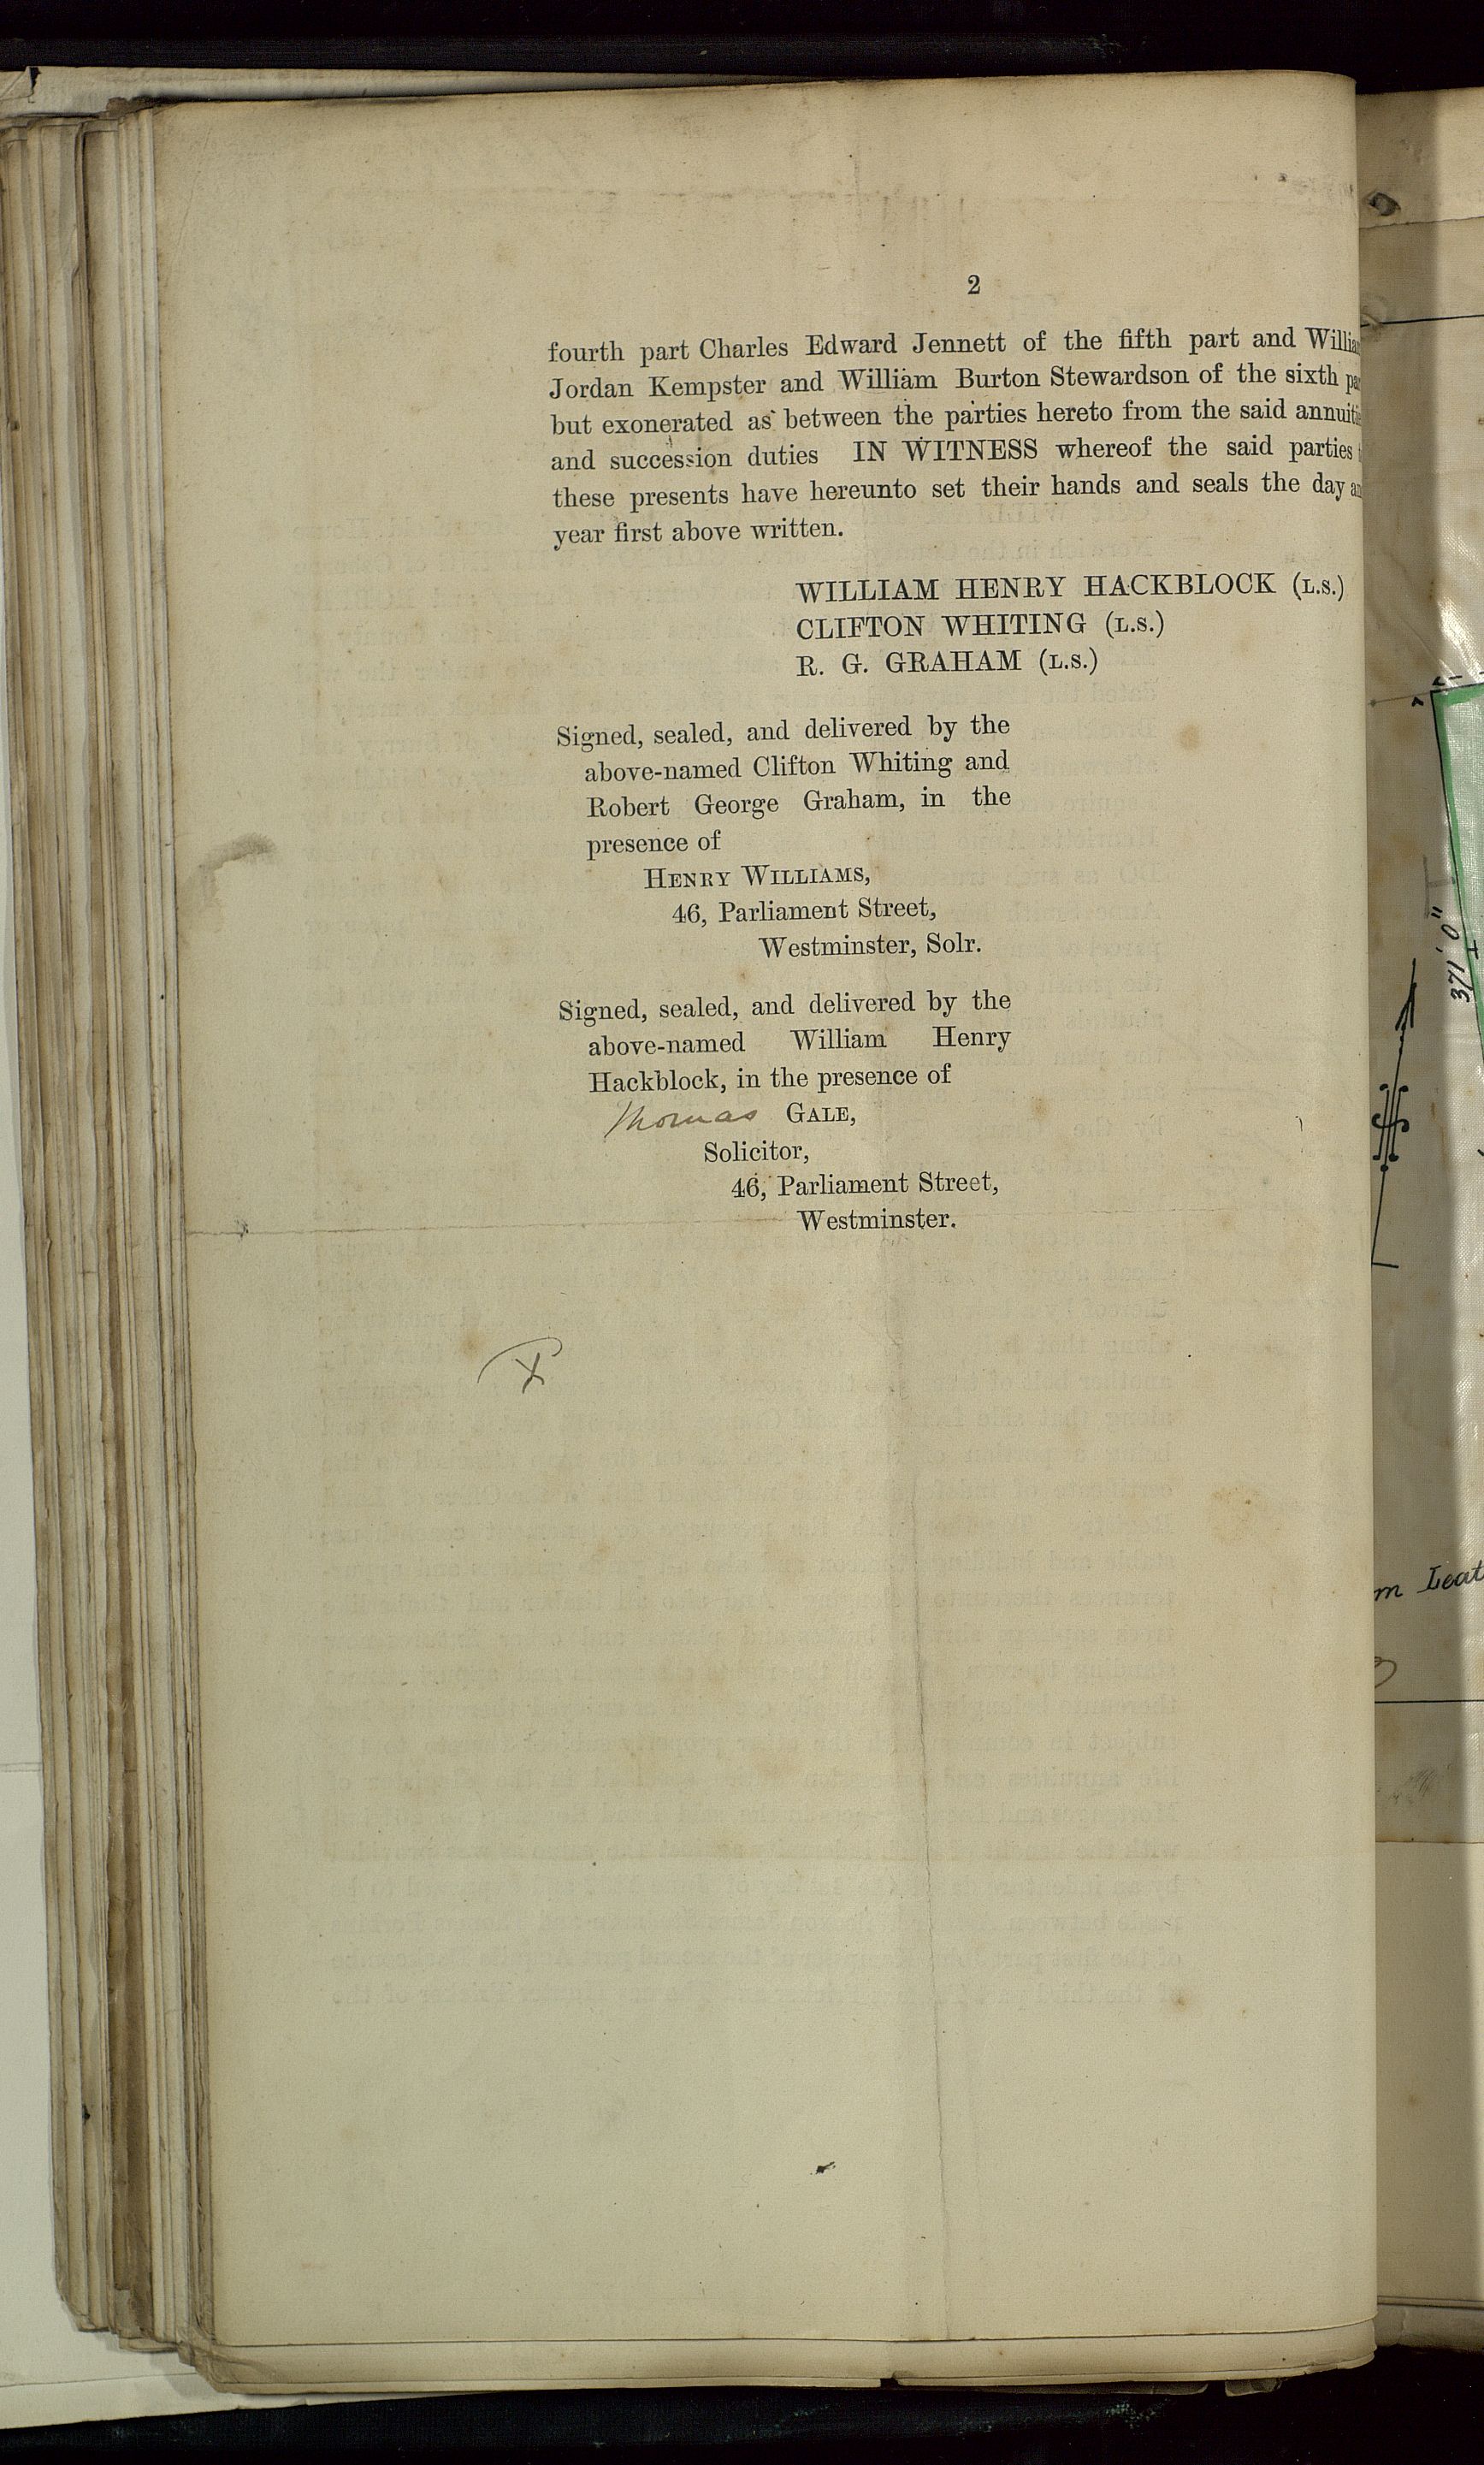 2
fourth part Charles Edward Jennett of the fifth part and
Jordan Kempster and William Burton Stewardson of the sixth
but exonerated as between the parties hereto from the said
and succession duties IN WITNESS whereof the said parties
these presents have hereunto set their hands and seals the day
year first above written.
WILLIAM HENRY HACKBLOCK (L.S.)
CLIFTON WHITING (L.S.)
R. G. GRAHAM (L.S.)
Signed, sealed, and delivered by the
above-named Clifton Whiting and
Robert George Graham, in the
presence of
HENRY WILLIAMS,
46, Parliament Street,
Westminster, Solr.
Signed, sealed, and delivered by the
above-named William Henry
Hackblock, in the presence of
Thomas GALE,
Solicitor,
46, Parliament Street,
Westminster.
371' 0"